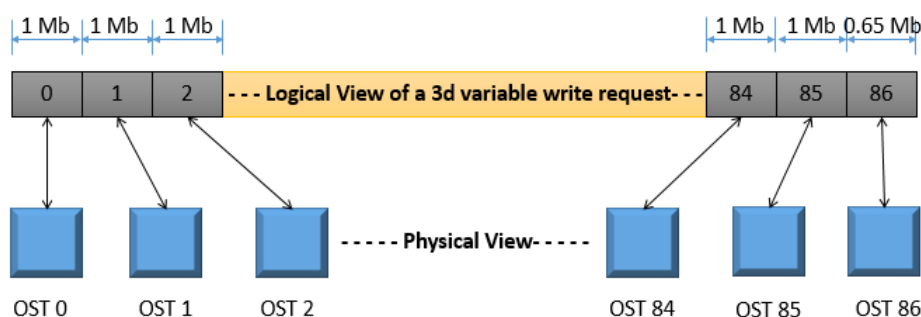 1 Mb 1 Mb 1 Mb 1 Mb 1 Mb 0.65 Mb
0 1 2 - - - Logical View of a 3d variable write request- - - 84 85 86
- - - - - Physical View- - - - -
OST 0 OST 1 OST 2 OST 84 OST 85 OST 86